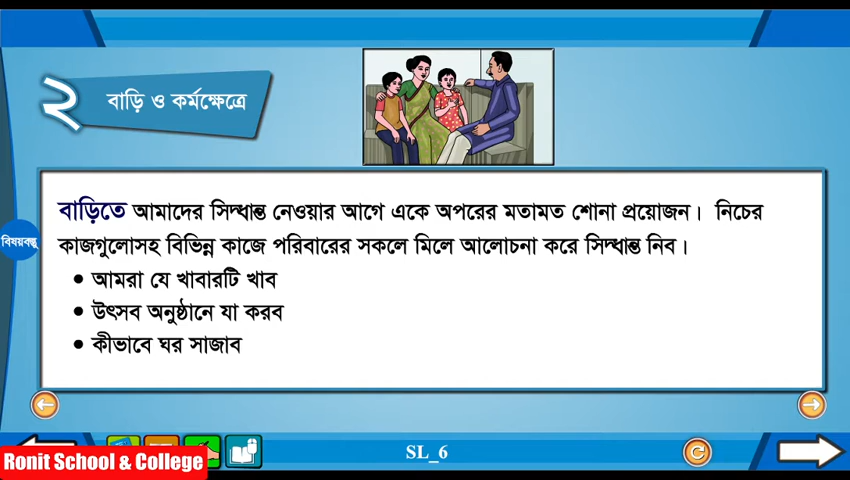 ২
বাড়ি ও কর্মক্ষেত্রে
বাড়িতে আমাদের সিদ্ধান্ত নেওয়ার আগে একে অপরের মতামত শোনা প্রয়োজন। নিচের
কাজগুলোসহ বিভিন্ন কাজে পরিবারের সকলে মিলে আলোচনা করে সিদ্ধান্ত নিব।
• আমরা যে খাবারটি খাব
• উৎসব অনুষ্ঠানে যা করব
• কীভাবে ঘর সাজাব
বিষয়বস্তু
SL_6
Ronit School & College